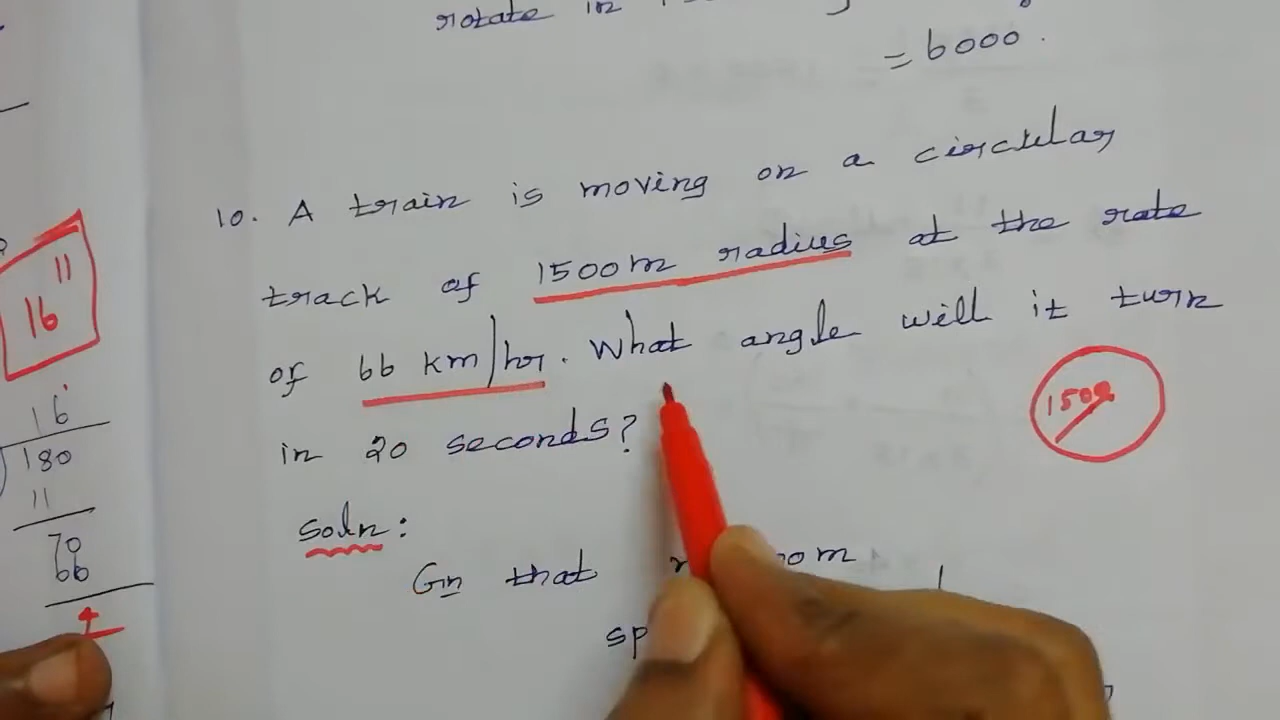 rotate in
= 6000.
10. A train is moving on a circular
track of 1500m radius at the rate
of 66 km/hr. What angle will it turn
in 20 seconds?
1500
Soln:
Gn that
11
16
16
180
11
70
66
4